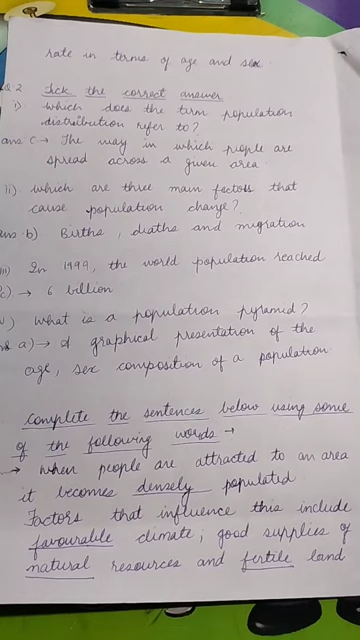 rate in terms of age and sex
Q.2 Tick the correct answer
i) which does the term population
distribution refer to?
ans c → The way in which people are
spread across a given area.
ii) which are three main factors that
cause population change?
ans b) Births, deaths and migration
iii) In 1999, the world population reached
c) → 6 billion
v) What is a population pyramid?
a) → A graphical presentation of the
age, sex composition of a population.
Complete the sentences below using some
of the following words →
→ when people are attracted to an area
it becomes densely populated
Factors that influence this include
favourable climate, good supplies of
natural resources and fertile land